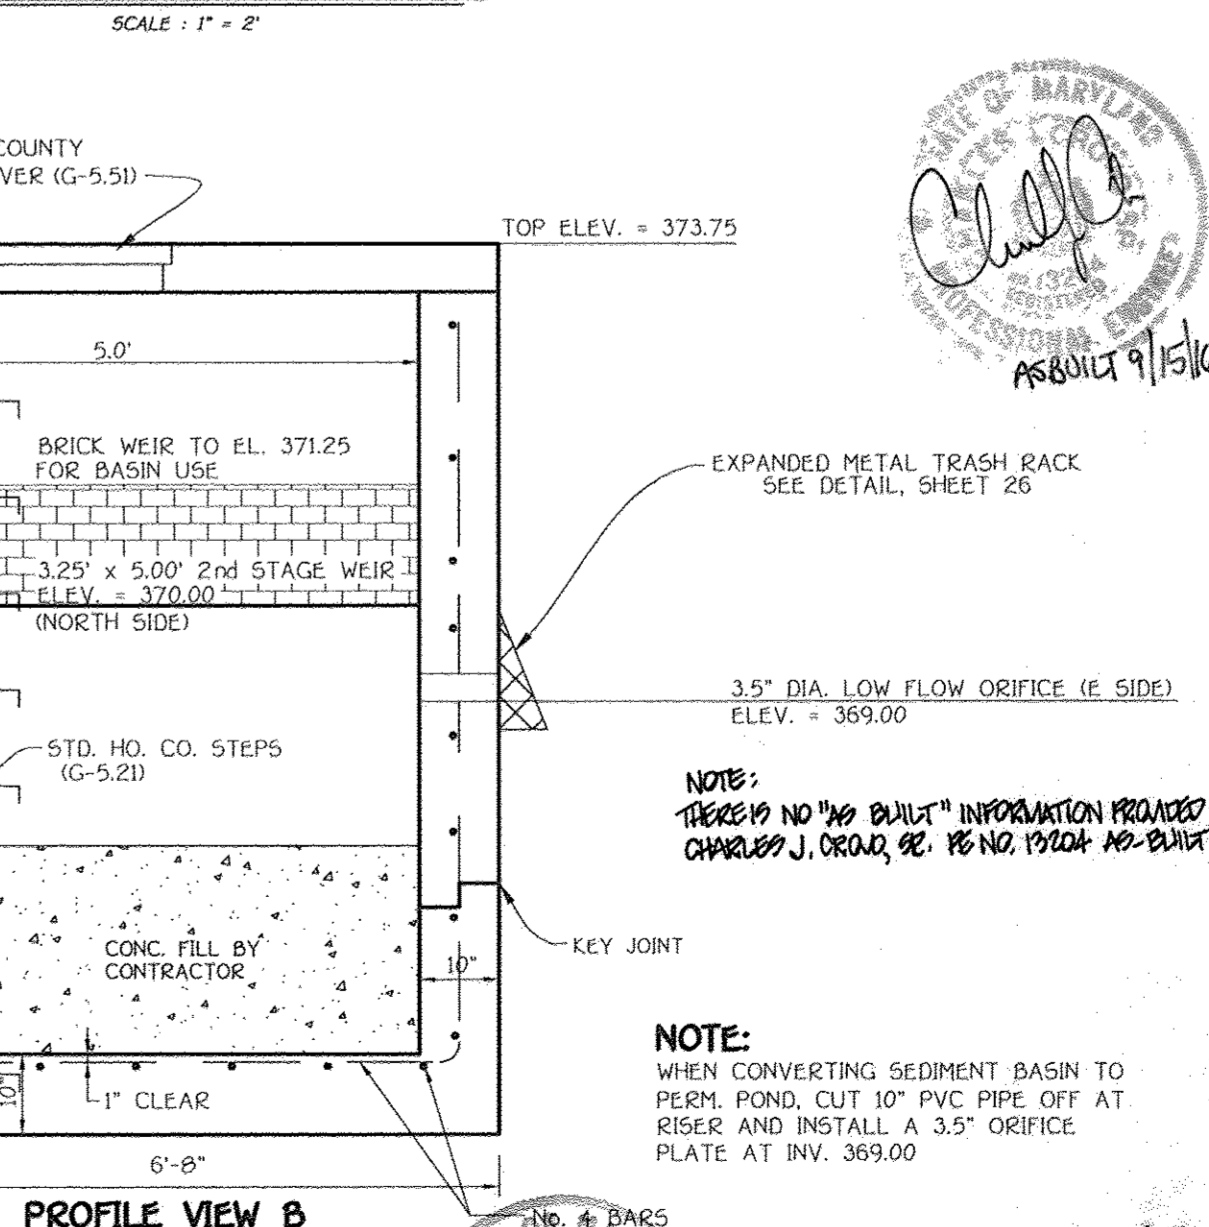 SCALE : 1" = 2'
COUNTY
VER (G-5.51)
TOP ELEV. = 373.75
STATE OF MARYLAND
PROFESSIONAL ENGINEER
ASBUILT 9/15/
5.0'
BRICK WEIR TO EL. 371.25
FOR BASIN USE
EXPANDED METAL TRASH RACK
SEE DETAIL, SHEET 26
3.25' x 5.00' 2nd STAGE WEIR
ELEV. = 370.00
(NORTH SIDE)
3.5" DIA. LOW FLOW ORIFICE (E SIDE)
ELEV. = 369.00
STD. HO. CO. STEPS
(G-5.21)
NOTE:
THERE IS NO "AS BUILT" INFORMATION PROVIDED
CHARLES J. CROVO, SR. PE NO. 13204 AS-BUILT
CONC. FILL BY
CONTRACTOR
10"
KEY JOINT
NOTE:
WHEN CONVERTING SEDIMENT BASIN TO
PERM. POND, CUT 10" PVC PIPE OFF AT
RISER AND INSTALL A 3.5" ORIFICE
PLATE AT INV. 369.00
10"
1" CLEAR
6'-8"
PROFILE VIEW B
No. 4 BARS